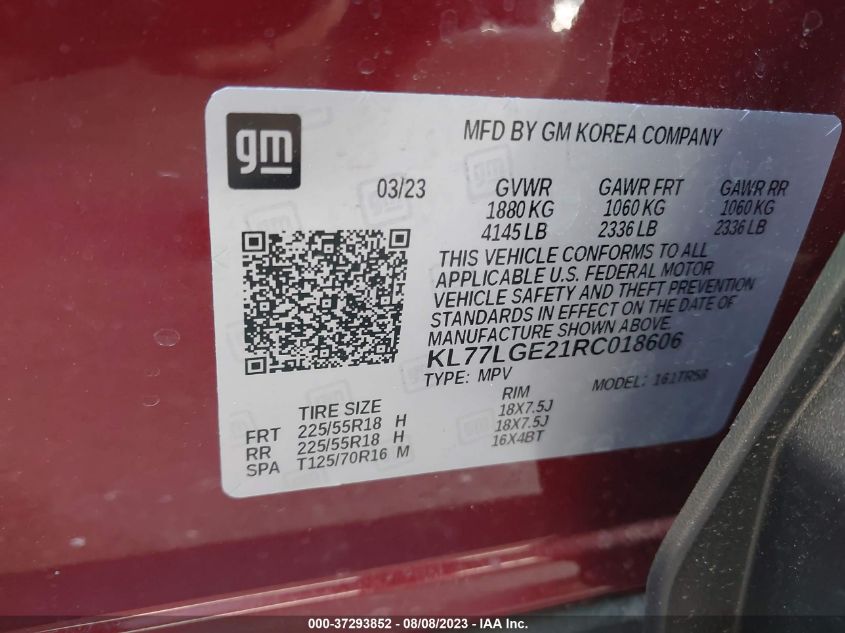 gm
MFD BY GM KOREA COMPANY
03/23 GVWR GAWR FRT GAWR RR
1880 KG 1060 KG 1060 KG
4145 LB 2336 LB 2336 LB
THIS VEHICLE CONFORMS TO ALL
APPLICABLE U.S. FEDERAL MOTOR
VEHICLE SAFETY AND THEFT PREVENTION
STANDARDS IN EFFECT ON THE DATE OF
MANUFACTURE SHOWN ABOVE.
KL77LGE21RC018606
TYPE: MPV MODEL: 161TR58
TIRE SIZE RIM
FRT 225/55R18 H 18X7.5J
RR 225/55R18 H 18X7.5J
SPA T125/70R16 M 16X4BT
000-37293852 - 08/08/2023 - IAA Inc.